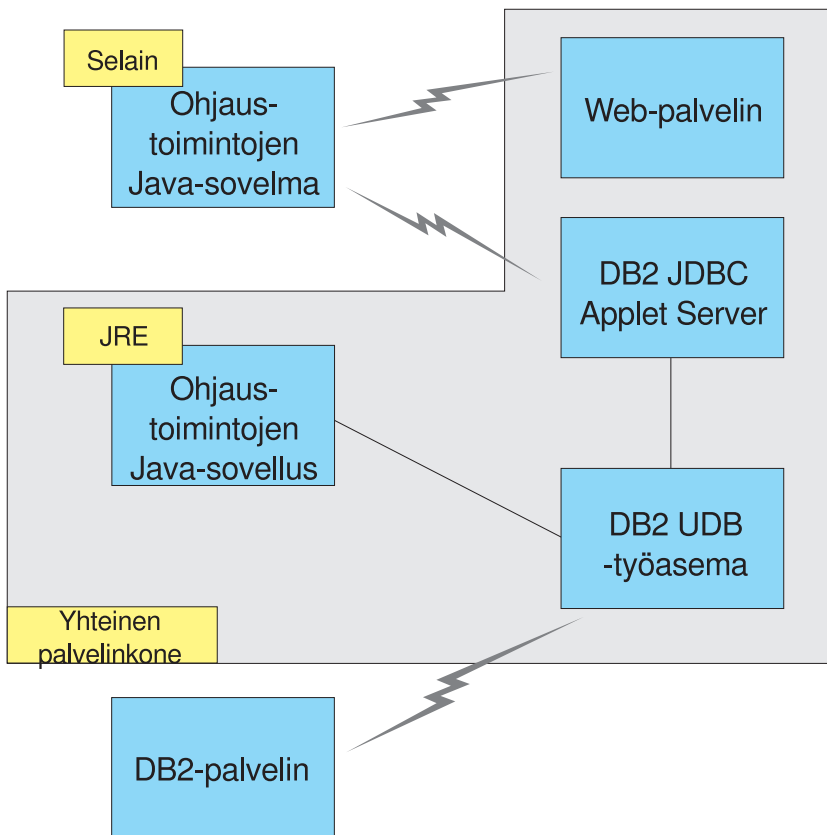 Selain
Ohjaus-
toimintojen
Java-sovelma
Web-palvelin
DB2 JDBC
Applet Server
JRE
Ohjaus-
toimintojen
Java-sovellus
DB2 UDB
-työasema
Yhteinen
palvelinkone
DB2-palvelin